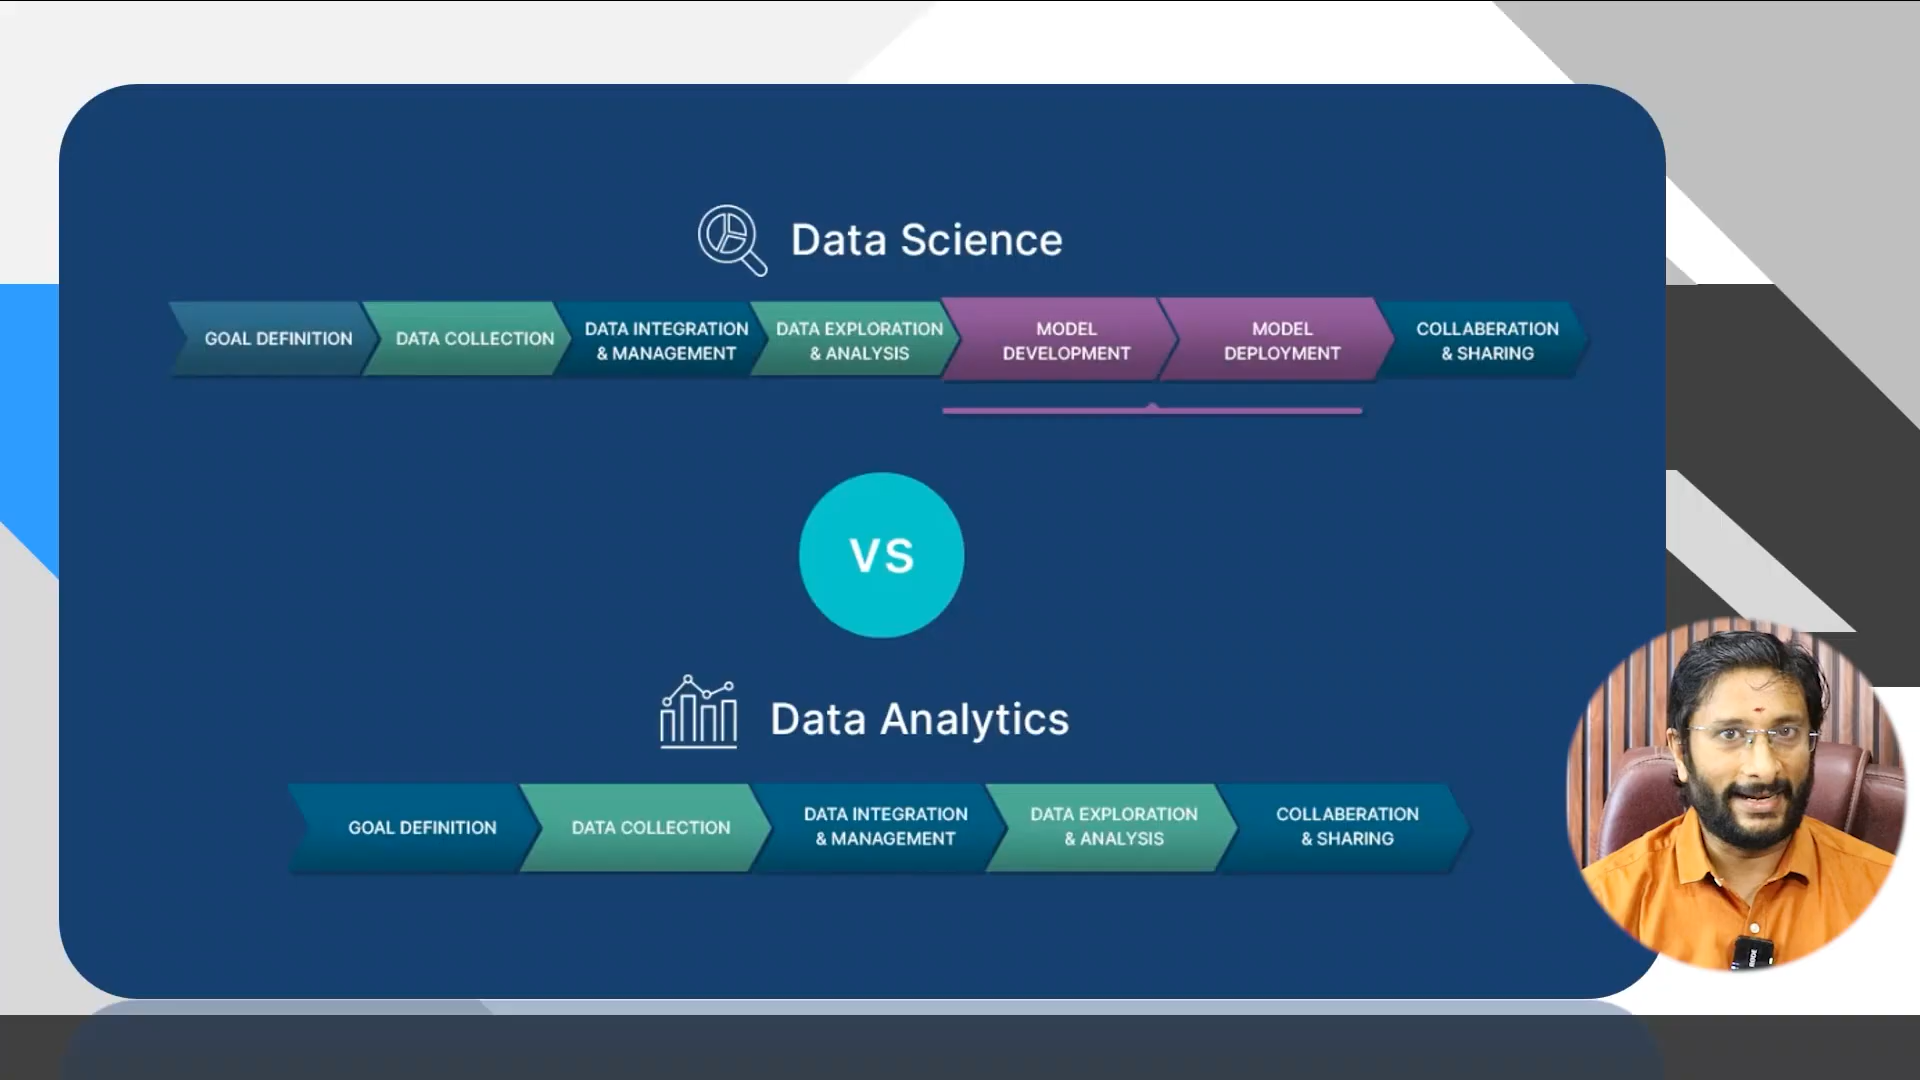 Data Science
GOAL DEFINITION
DATA COLLECTION
DATA INTEGRATION
& MANAGEMENT
DATA EXPLORATION
& ANALYSIS
MODEL
DEVELOPMENT
MODEL
DEPLOYMENT
COLLABERATION
& SHARING
VS
Data Analytics
GOAL DEFINITION
DATA COLLECTION
DATA INTEGRATION
& MANAGEMENT
DATA EXPLORATION
& ANALYSIS
COLLABERATION
& SHARING